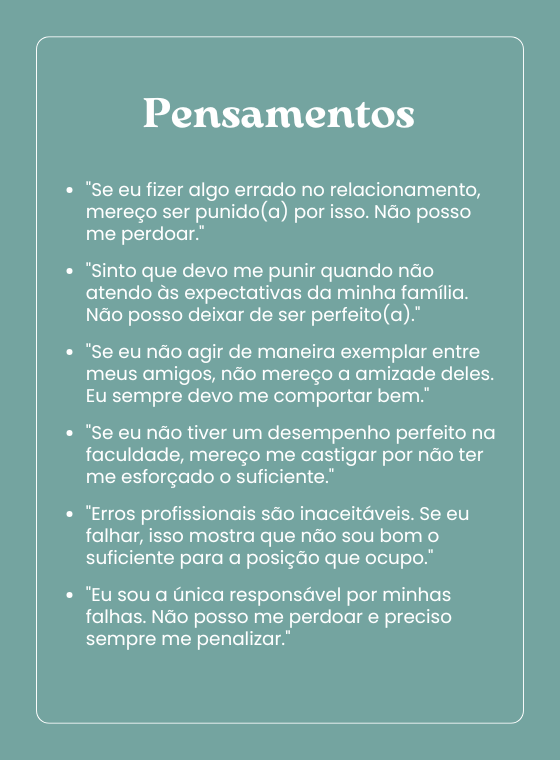 Pensamentos
• "Se eu fizer algo errado no relacionamento,
mereço ser punido(a) por isso. Não posso
me perdoar."
• "Sinto que devo me punir quando não
atendo às expectativas da minha família.
Não posso deixar de ser perfeito(a)."
• "Se eu não agir de maneira exemplar entre
meus amigos, não mereço a amizade deles.
Eu sempre devo me comportar bem."
• "Se eu não tiver um desempenho perfeito na
faculdade, mereço me castigar por não ter
me esforçado o suficiente."
• "Erros profissionais são inaceitáveis. Se eu
falhar, isso mostra que não sou bom o
suficiente para a posição que ocupo."
• "Eu sou a única responsável por minhas
falhas. Não posso me perdoar e preciso
sempre me penalizar."